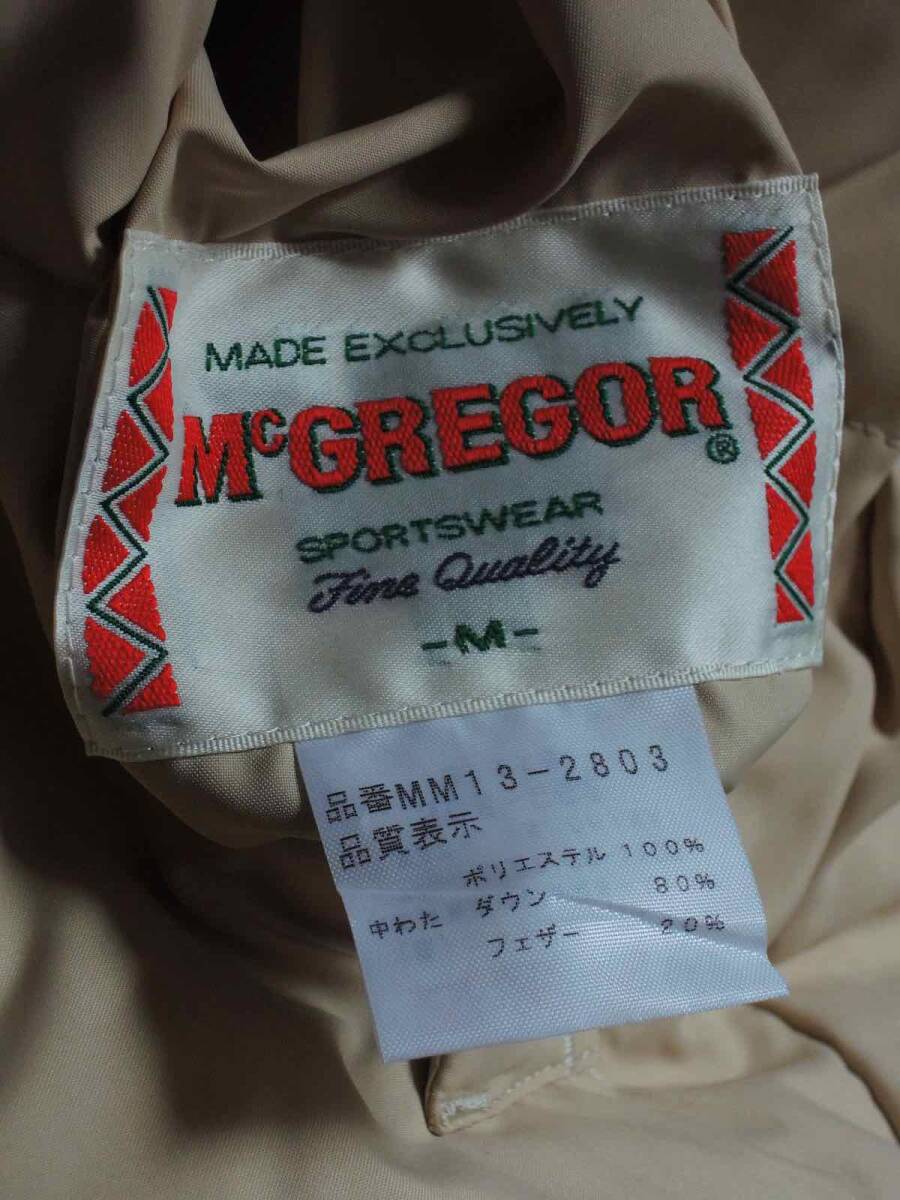 MADE EXCLUSIVELY
McGREGOR®
SPORTSWEAR
Fine Quality
-M-
品番MM13-2803
品質表示
ポリエステル 100%
中わた ダウン 80%
フェザー 20%